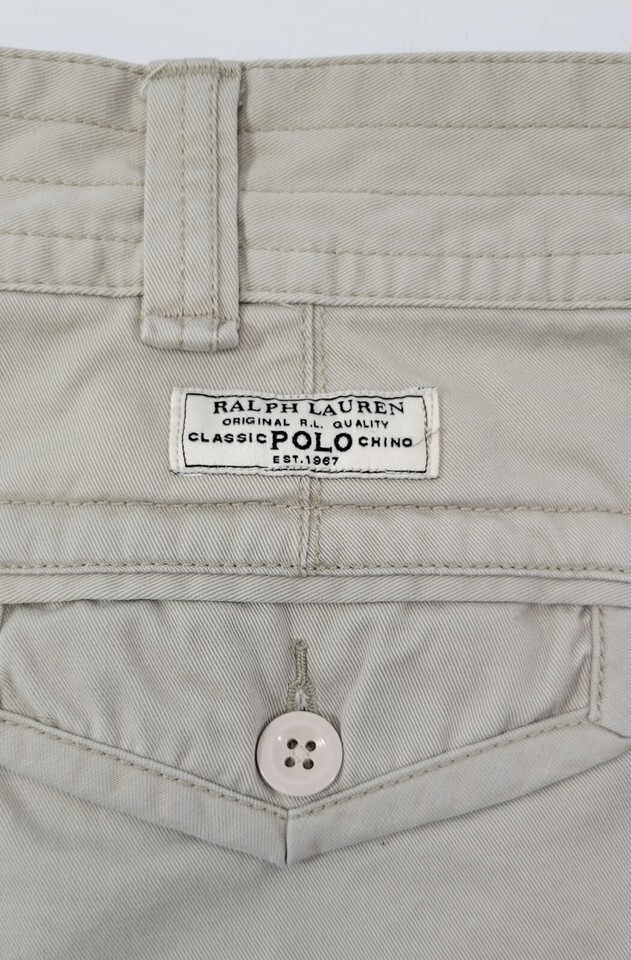 RALPH LAUREN
ORIGINAL R.L. QUALITY
CLASSIC POLO CHINO
EST. 1967